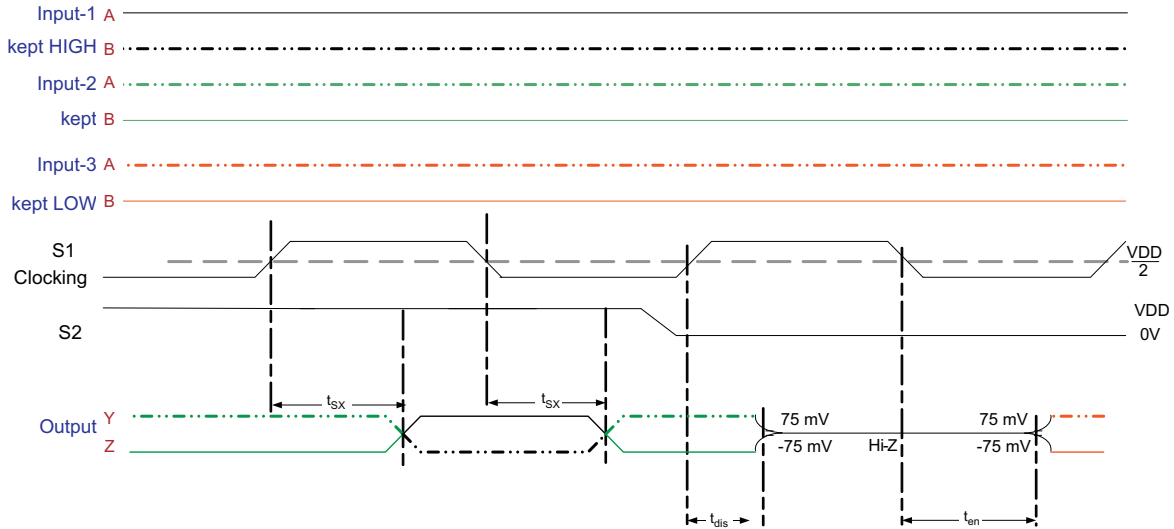 Input-1 A
kept HIGH B
Input-2 A
kept B
Input-3 A
kept LOW B
S1
Clocking
VDD
2
S2
VDD
0V
tSX
tSX
Output Y
Z
75 mV
-75 mV
Hi-Z
75 mV
-75 mV
tdis
ten